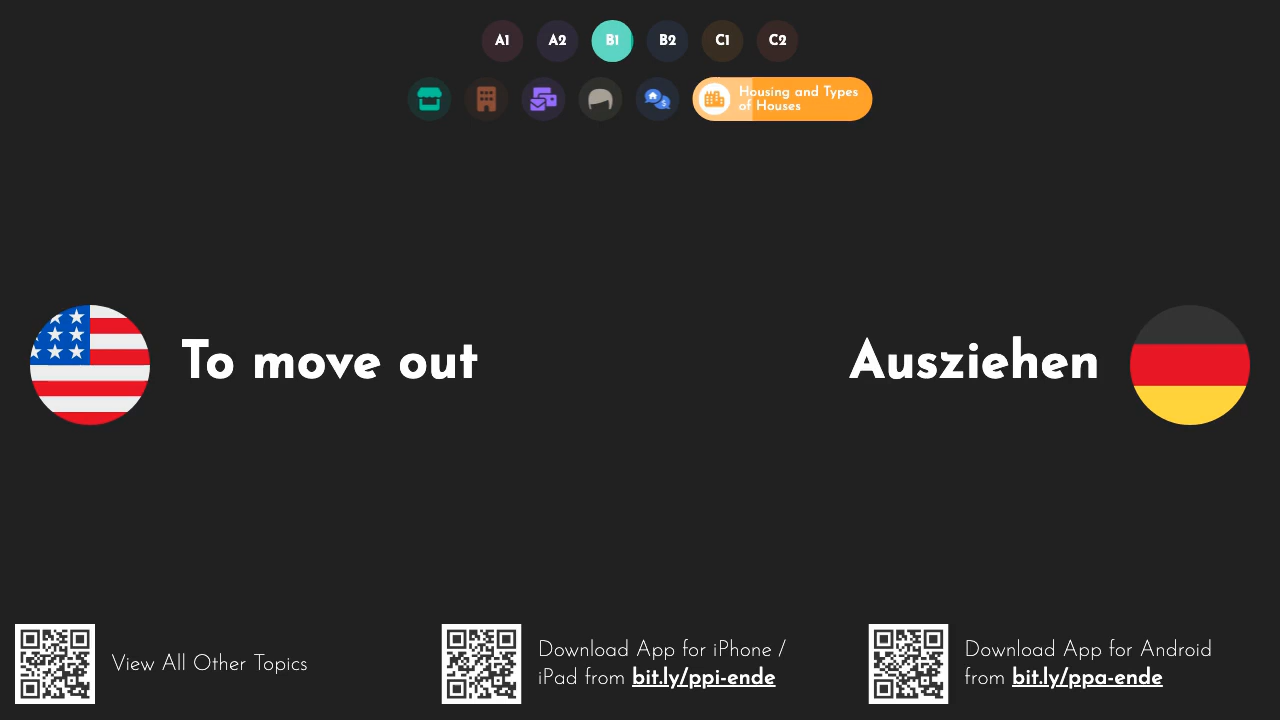 A1 A2 B1 B2 C1 C2
Housing and Types
of Houses
To move out
Ausziehen
View All Other Topics
Download App for iPhone /
iPad from bit.ly/ppi-ende
Download App for Android
from bit.ly/ppa-ende